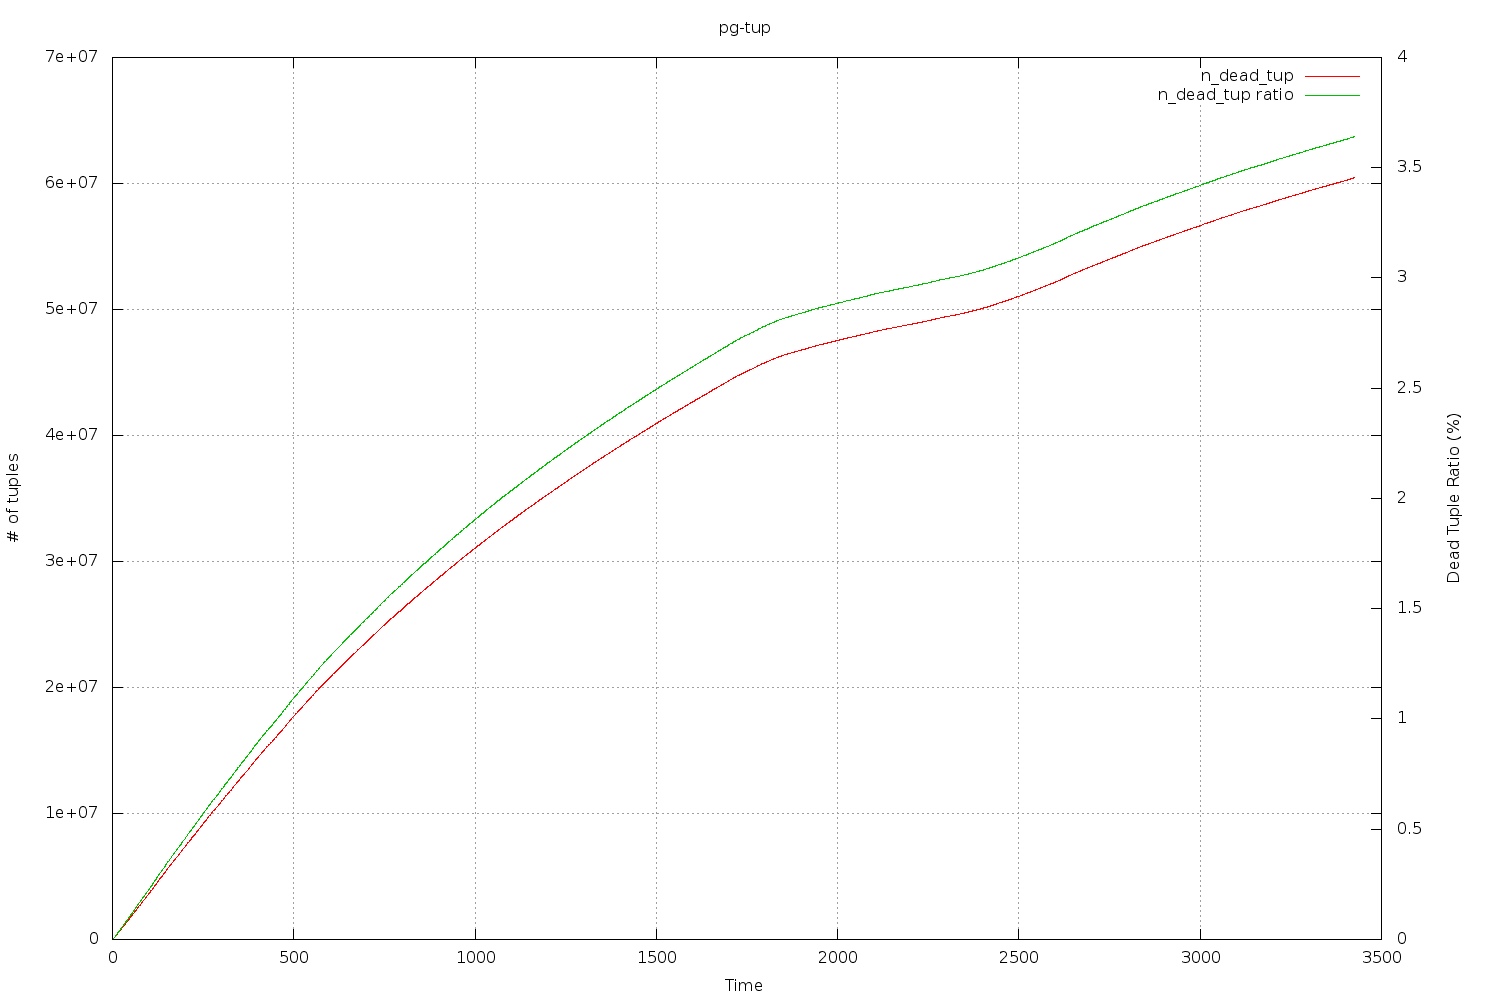 pg-tup
n_dead_tup
n_dead_tup ratio
7e+07
6e+07
5e+07
4e+07
3e+07
2e+07
1e+07
0
# of tuples
4
3.5
3
2.5
2
1.5
1
0.5
0
Dead Tuple Ratio (%)
0 500 1000 1500 2000 2500 3000 3500
Time